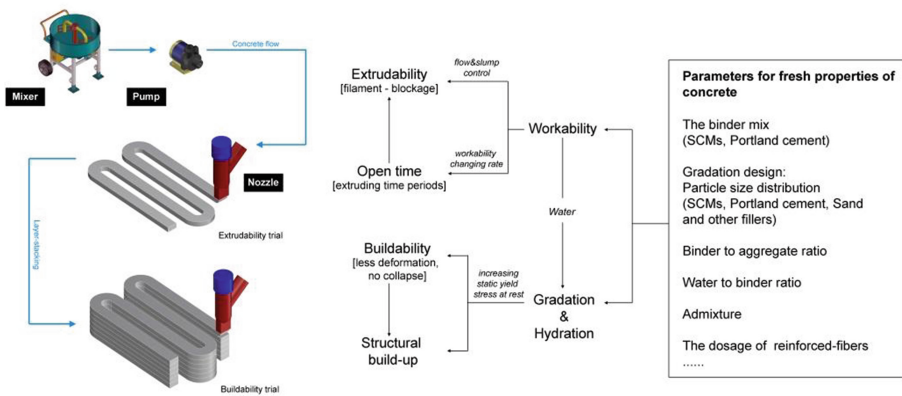 Mixer
Pump
Concrete flow
Nozzle
Extrudability trial
Layer-stacking
Buildability trial
Extrudability
[filament - blockage]
flow&slump
control
Workability
workability
changing rate
Open time
[extruding time periods]
Water
Buildability
[less deformation,
no collapse]
increasing
static yield
stress at rest
Gradation
&
Hydration
Structural
build-up
Parameters for fresh properties of
concrete
The binder mix
(SCMs, Portland cement)
Gradation design:
Particle size distribution
(SCMs, Portland cement, Sand
and other fillers)
Binder to aggregate ratio
Water to binder ratio
Admixture
The dosage of reinforced-fibers
......